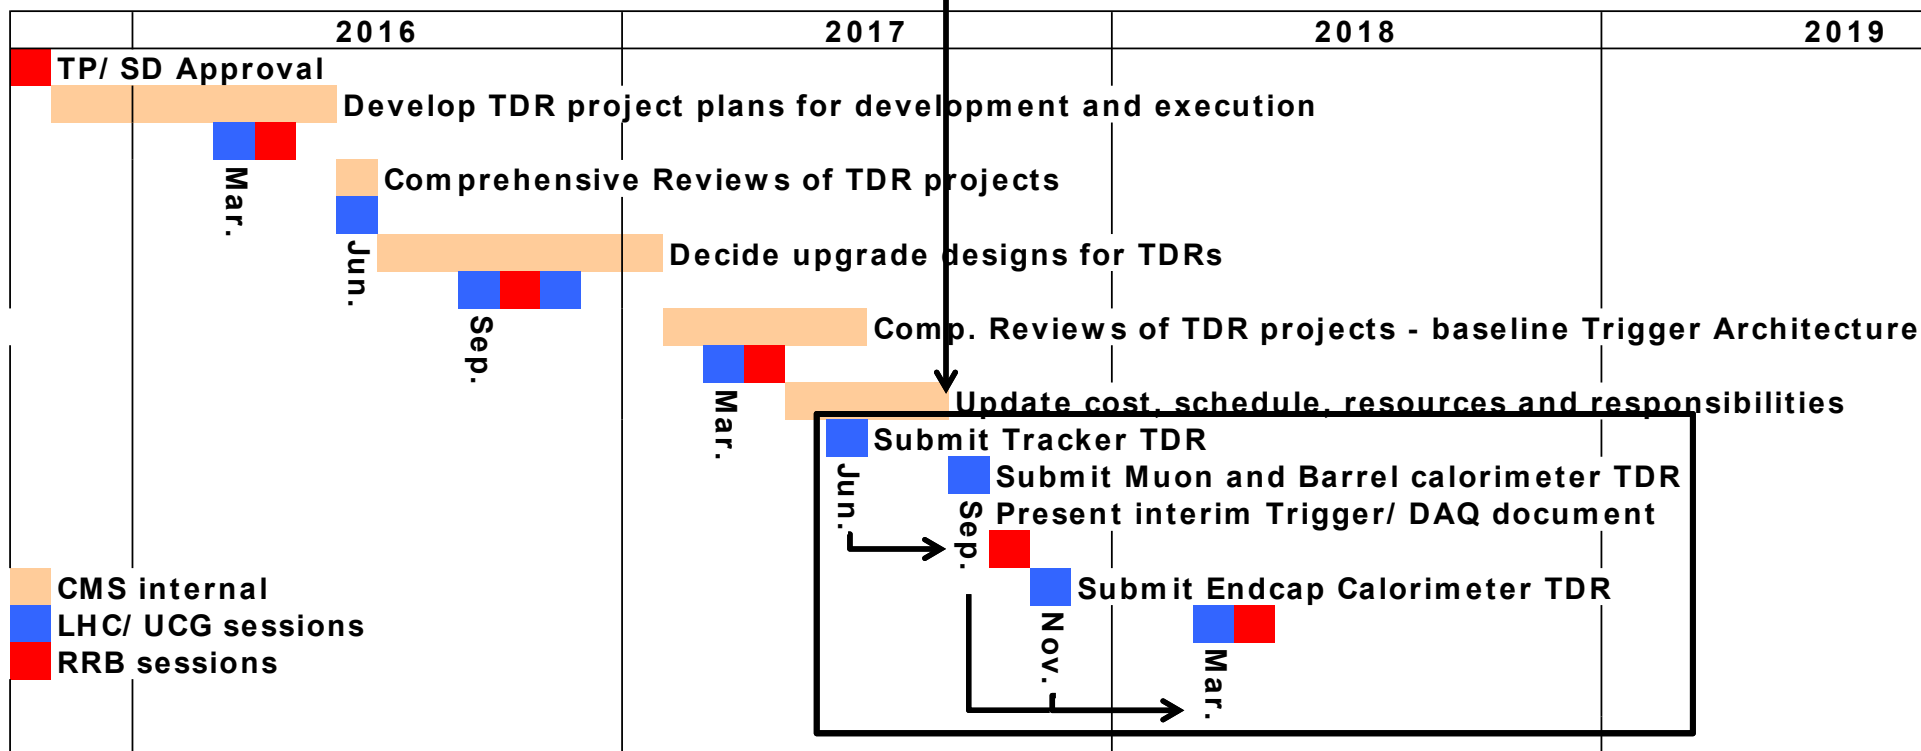 2016 2017 2018 2019
TP/ SD Approval
Develop TDR project plans for development and execution
Mar.
Comprehensive Reviews of TDR projects
Jun.
Decide upgrade designs for TDRs
Sep.
Comp. Reviews of TDR projects - baseline Trigger Architecture
Mar.
Update cost, schedule, resources and responsibilities
Submit Tracker TDR
Jun.
Submit Muon and Barrel calorimeter TDR
Sep.
Present interim Trigger/ DAQ document
CMS internal
Submit Endcap Calorimeter TDR
Nov.
LHC/ UCG sessions
Mar.
RRB sessions